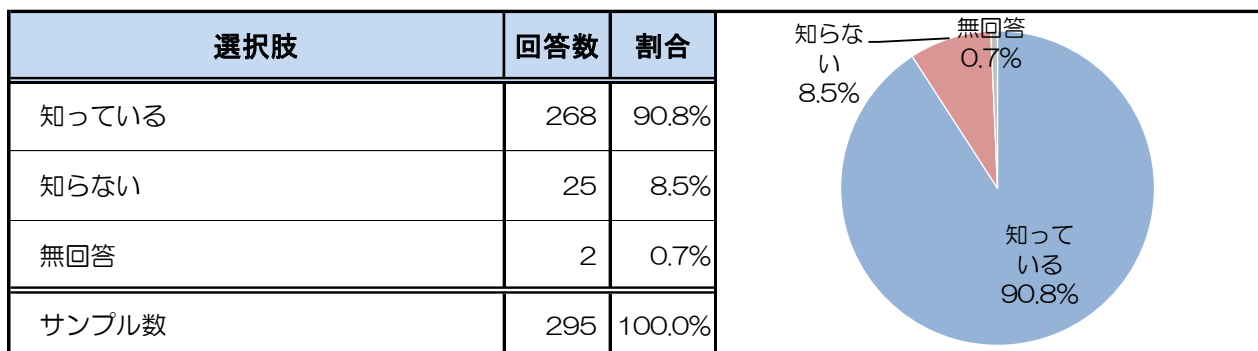 選択肢 回答数 割合
知っている 268 90.8%
知らない 25 8.5%
無回答 2 0.7%
サンプル数 295 100.0%
知らな
い
8.5%
無回答
0.7%
知って
いる
90.8%